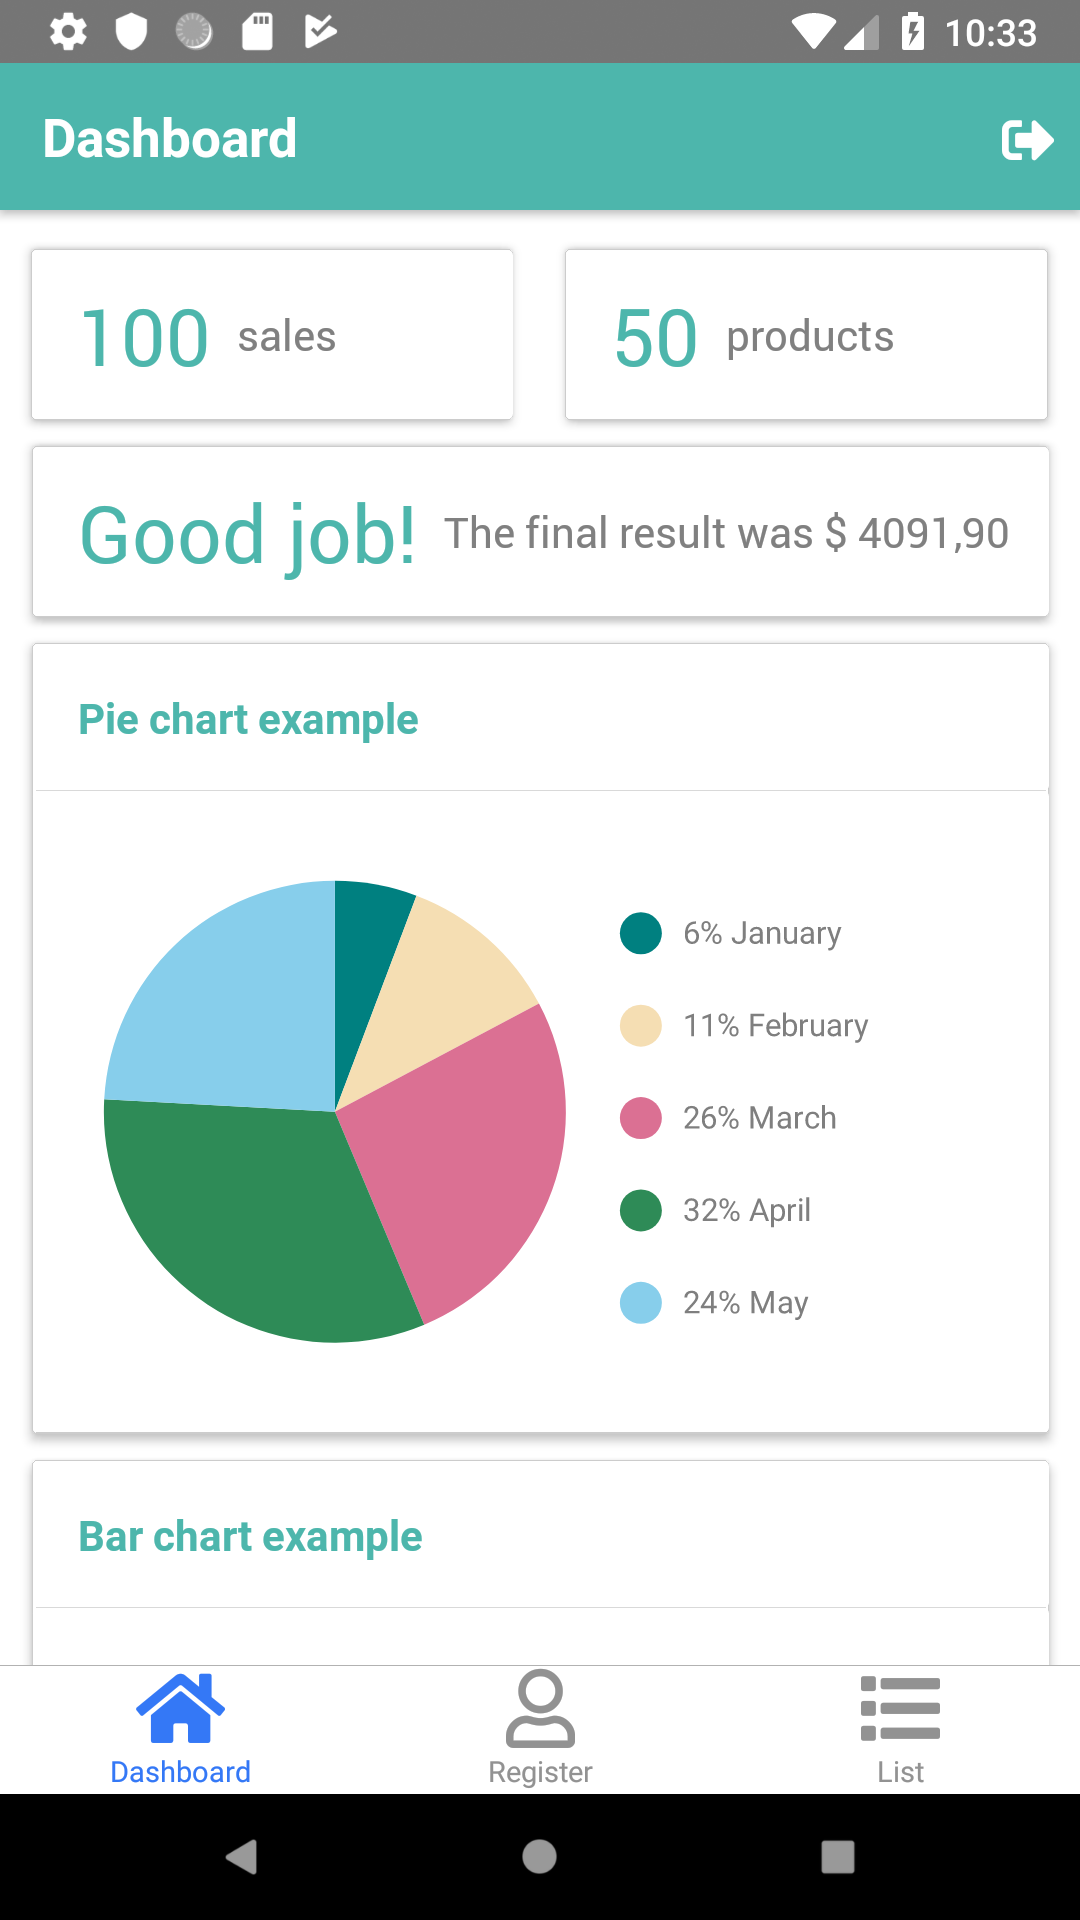 10:33
Dashboard
100 sales
50 products
Good job! The final result was $ 4091,90
Pie chart example
6% January
11% February
26% March
32% April
24% May
Bar chart example
Dashboard
Register
List